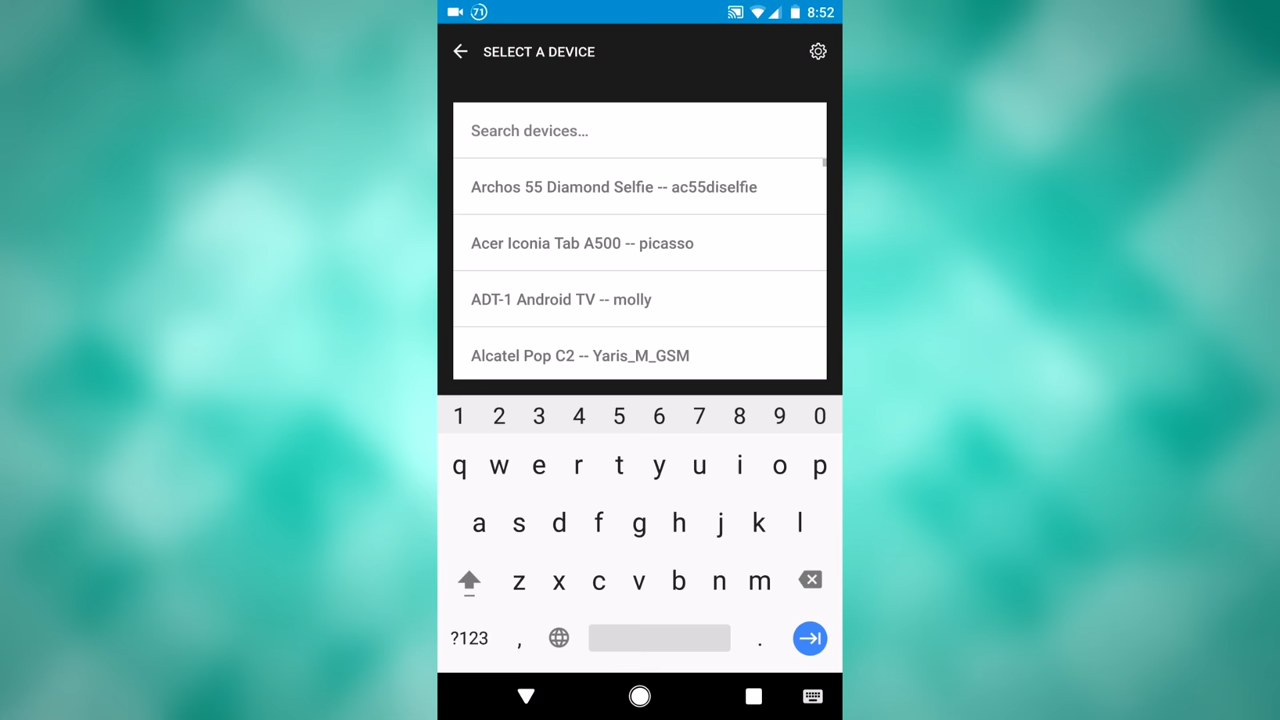 71 8:52
SELECT A DEVICE
Search devices...
Archos 55 Diamond Selfie -- ac55diselfie
Acer Iconia Tab A500 -- picasso
ADT-1 Android TV -- molly
Alcatel Pop C2 -- Yaris_M_GSM
1 2 3 4 5 6 7 8 9 0
q w e r t y u i o p
a s d f g h j k l
z x c v b n m
?123 , .